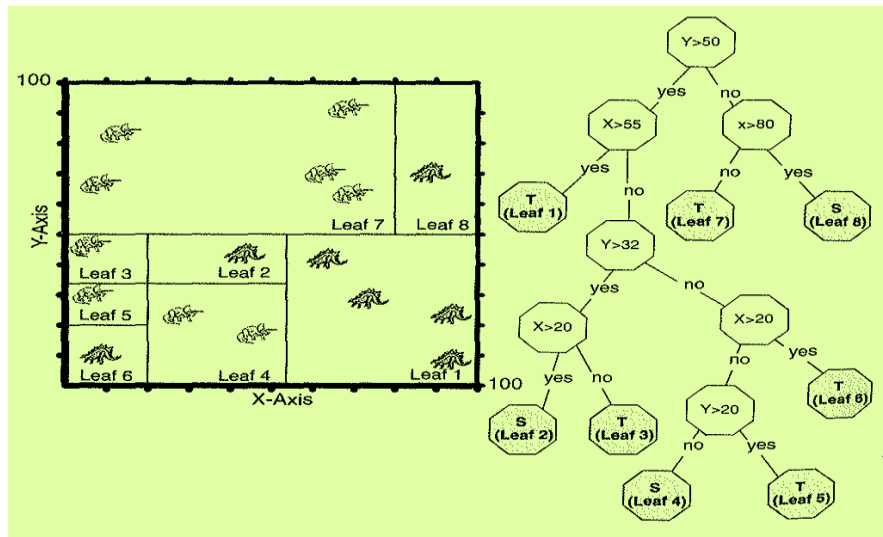 100
Y-Axis
Leaf 7
Leaf 8
Leaf 3
Leaf 2
Leaf 5
Leaf 6
Leaf 4
Leaf 1
100
X-Axis
Y>50
yes
no
X>55
x>80
yes
no
no
yes
T
(Leaf 1)
T
(Leaf 7)
S
(Leaf 8)
Y>32
yes
no
X>20
X>20
yes
no
no
yes
S
(Leaf 2)
T
(Leaf 3)
Y>20
T
(Leaf 6)
no
yes
S
(Leaf 4)
T
(Leaf 5)